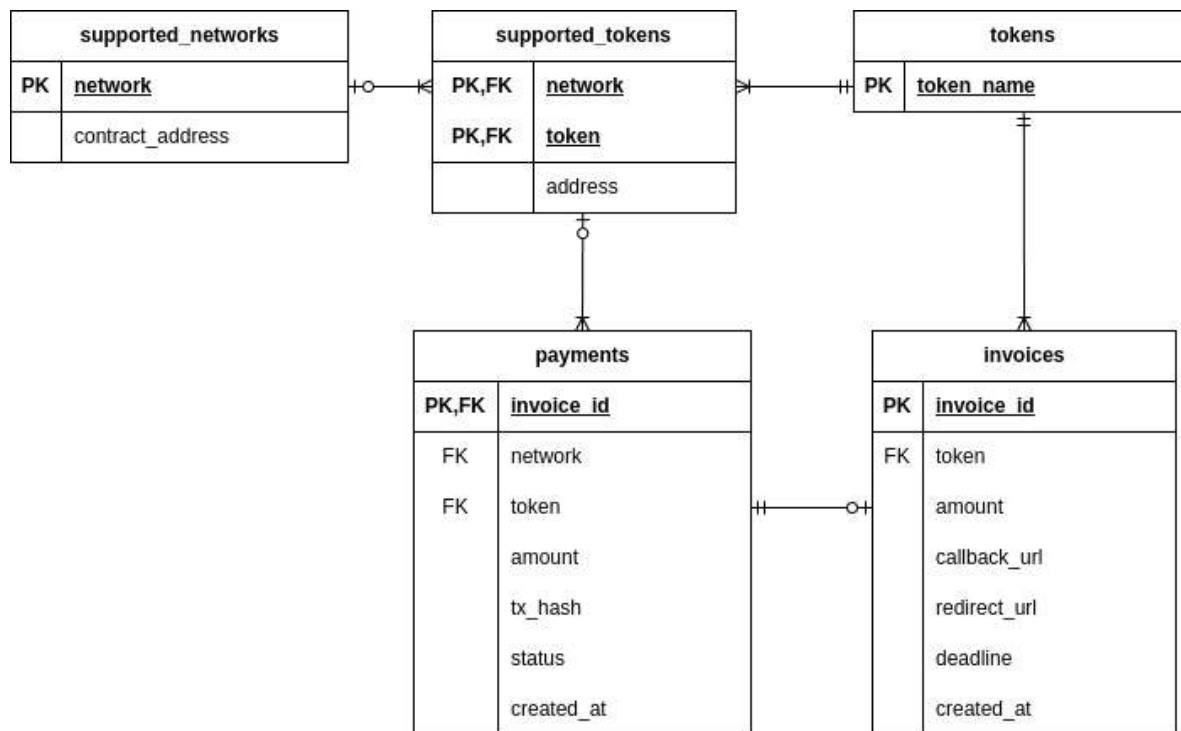 supported_networks
PK network
contract_address
supported_tokens
PK,FK network
PK,FK token
address
tokens
PK token_name
payments
PK,FK invoice_id
FK network
FK token
amount
tx_hash
status
created_at
invoices
PK invoice_id
FK token
amount
callback_url
redirect_url
deadline
created_at